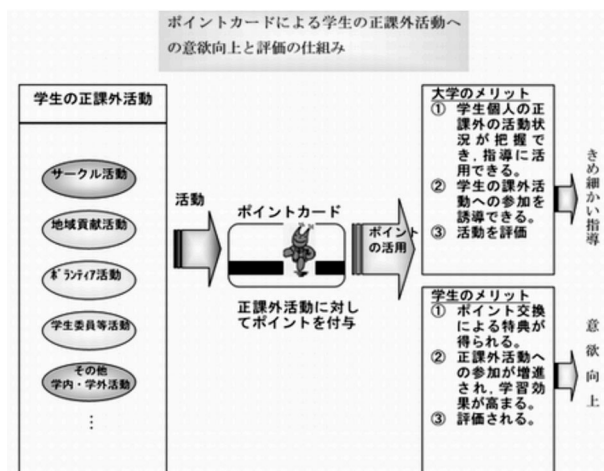 ポイントカードによる学生の正課外活動へ
の意欲向上と評価の仕組み
学生の正課外活動
サークル活動
地域貢献活動
ボランティア活動
学生委員等活動
その他
学内・学外活動
⋮
活動
ポイントカード
正課外活動に対し
てポイントを付与
ポイント
の活用
大学のメリット
① 学生個人の正
課外の活動状
況が把握で
き，指導に活
用できる。
② 学生の課外活
動への参加を
誘導できる。
③ 活動を評価
きめ細かい指導
学生のメリット
① ポイント交換
による特典が
得られる。
② 正課外活動へ
の参加が増進
され，学習効
果が高まる。
③ 評価される。
意欲向上